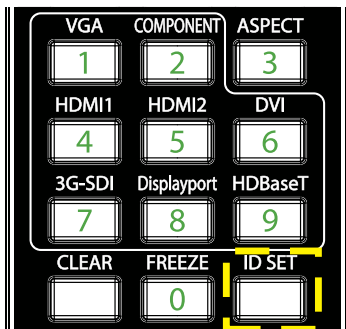 VGA COMPONENT ASPECT
1 2 3
HDMI1 HDMI2 DVI
4 5 6
3G-SDI Displayport HDBaseT
7 8 9
CLEAR FREEZE ID SET
0